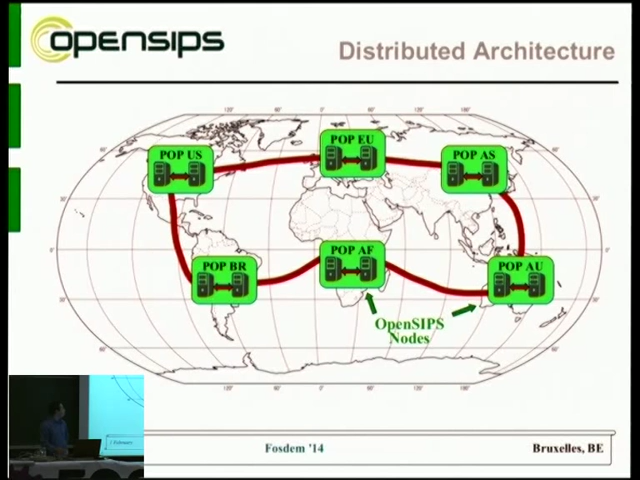 OPENSIPS
Distributed Architecture
POP US
POP EU
POP AS
POP BR
POP AF
POP AU
OpenSIPS
Nodes
Fosdem '14
Bruxelles, BE